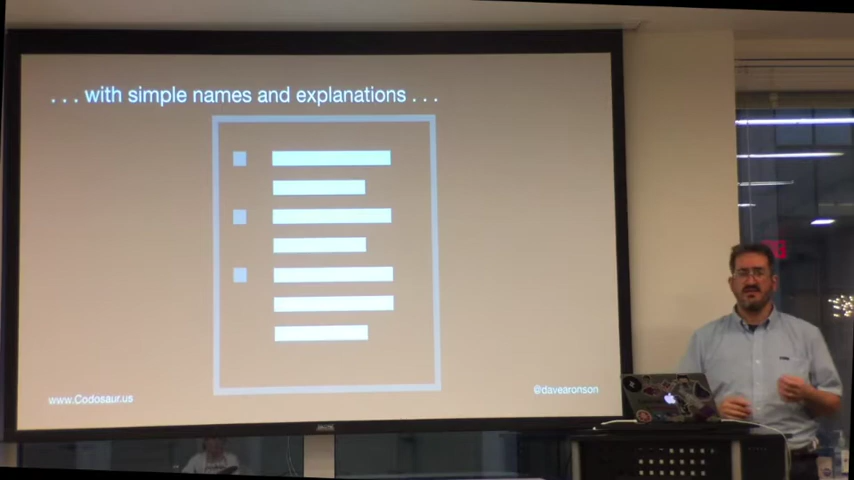 . . . with simple names and explanations . . .
www.Codosaur.us
@davearonson